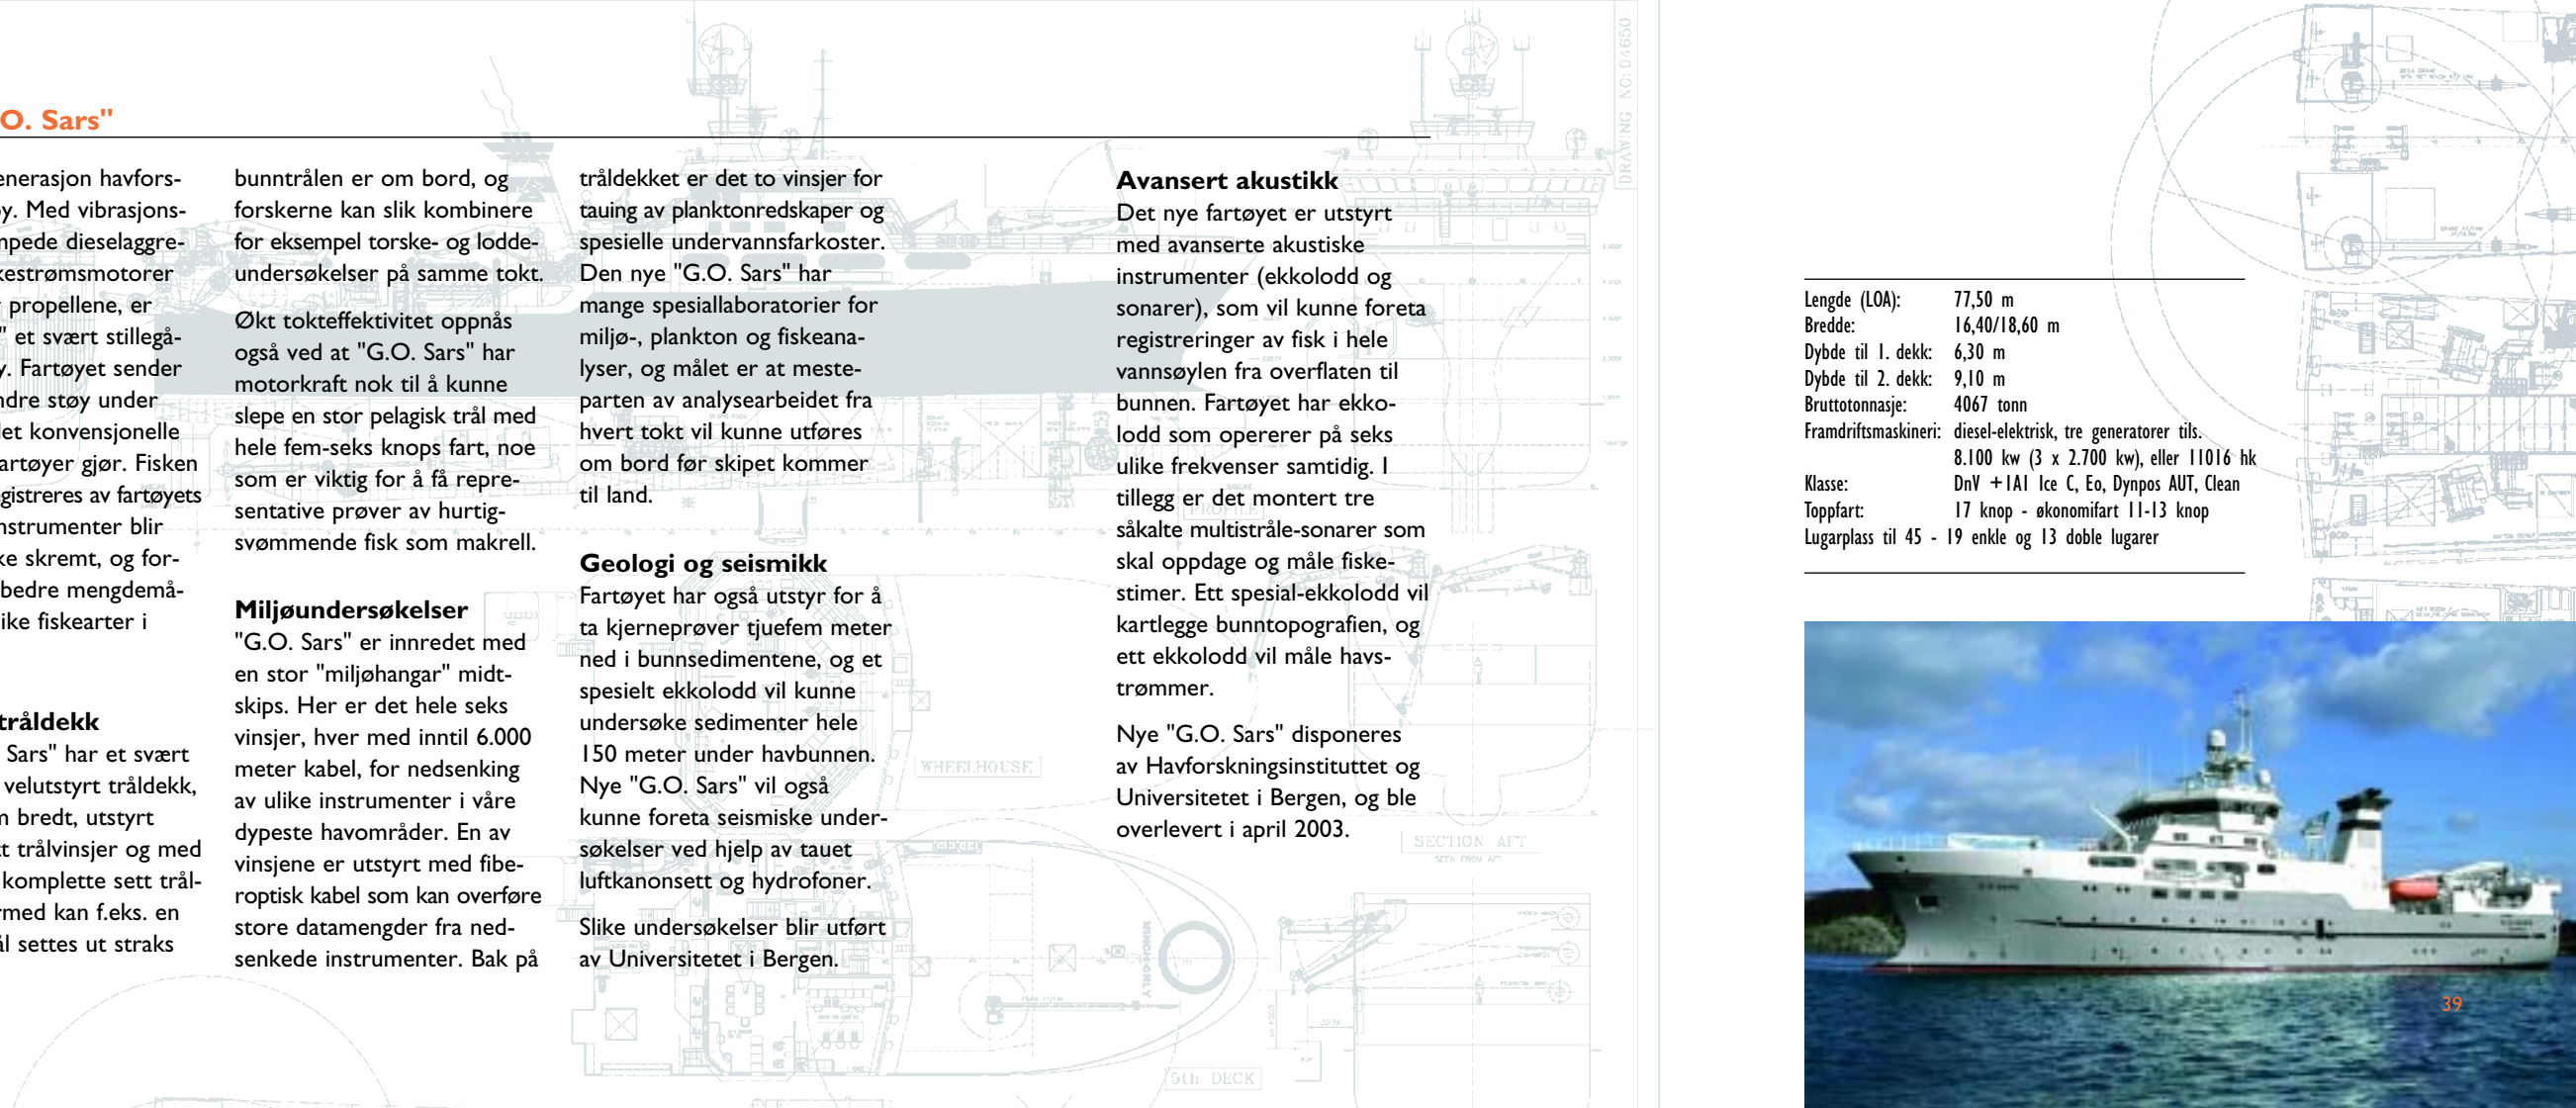 O. Sars"
enerasjon havfors-
y. Med vibrasjons-
mpede dieselaggre-
kestrømsmotorer
propellene, er
" et svært stillegå-
y. Fartøyet sender
ndre støy under
det konvensjonelle
artøyer gjør. Fisken
egistreres av fartøyets
nstrumenter blir
ke skremt, og for-
bedre mengdemå-
ike fiskearter i
tråldekk
Sars" har et svært
velutstyrt tråldekk,
m bredt, utstyrt
tt trålvinsjer og med
komplette sett trål-
rmed kan f.eks. en
ål settes ut straks
bunntrålen er om bord, og
forskerne kan slik kombinere
for eksempel torske- og lodde-
undersøkelser på samme tokt.
Økt tokteffektivitet oppnås
også ved at "G.O. Sars" har
motorkraft nok til å kunne
slepe en stor pelagisk trål med
hele fem-seks knops fart, noe
som er viktig for å få repre-
sentative prøver av hurtig-
svømmende fisk som makrell.
Miljøundersøkelser
"G.O. Sars" er innredet med
en stor "miljøhangar" midt-
skips. Her er det hele seks
vinsjer, hver med inntil 6.000
meter kabel, for nedsenking
av ulike instrumenter i våre
dypeste havområder. En av
vinsjene er utstyrt med fibe-
roptisk kabel som kan overføre
store datamengder fra ned-
senkede instrumenter. Bak på
tråldekket er det to vinsjer for
tauing av planktonredskaper og
spesielle undervannsfarkoster.
Den nye "G.O. Sars" har
mange spesiallaboratorier for
miljø-, plankton og fiskeana-
lyser, og målet er at meste-
parten av analysearbeidet fra
hvert tokt vil kunne utføres
om bord før skipet kommer
til land.
Geologi og seismikk
Fartøyet har også utstyr for å
ta kjerneprøver tjuefem meter
ned i bunnsedimentene, og et
spesielt ekkolodd vil kunne
undersøke sedimenter hele
150 meter under havbunnen.
Nye "G.O. Sars" vil også
kunne foreta seismiske under-
søkelser ved hjelp av tauet
luftkanonsett og hydrofoner.
Slike undersøkelser blir utført
av Universitetet i Bergen.
Avansert akustikk
Det nye fartøyet er utstyrt
med avanserte akustiske
instrumenter (ekkolodd og
sonarer), som vil kunne foreta
registreringer av fisk i hele
vannsøylen fra overflaten til
bunnen. Fartøyet har ekko-
lodd som opererer på seks
ulike frekvenser samtidig. I
tillegg er det montert tre
såkalte multistråle-sonarer som
skal oppdage og måle fiske-
stimer. Ett spesial-ekkolodd vil
kartlegge bunntopografien, og
ett ekkolodd vil måle havs-
trømmer.
Nye "G.O. Sars" disponeres
av Havforskningsinstituttet og
Universitetet i Bergen, og ble
overlevert i april 2003.
DRAWING NO: 04650
PROFILE
WHEELHOUSE
SECTION AFT
SEEN FROM AFT
5th DECK
Lengde (LOA): 77,50 m
Bredde: 16,40/18,60 m
Dybde til 1. dekk: 6,30 m
Dybde til 2. dekk: 9,10 m
Bruttotonnasje: 4067 tonn
Framdriftsmaskineri: diesel-elektrisk, tre generatorer tils.
8.100 kw (3 x 2.700 kw), eller 11016 hk
Klasse: DnV +1A1 Ice C, Eo, Dynpos AUT, Clean
Toppfart: 17 knop - økonomifart 11-13 knop
Lugarplass til 45 - 19 enkle og 13 doble lugarer
39